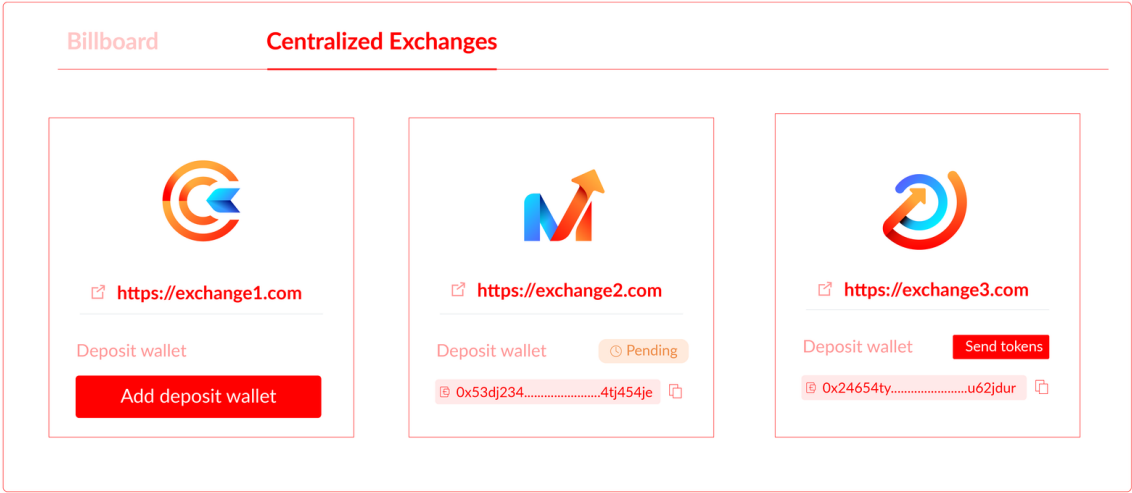 Billboard
Centralized Exchanges
https://exchange1.com
Deposit wallet
Add deposit wallet
https://exchange2.com
Deposit wallet
Pending
0x53dj234.......................4tj454je
https://exchange3.com
Deposit wallet
Send tokens
0x24654ty.......................u62jdur